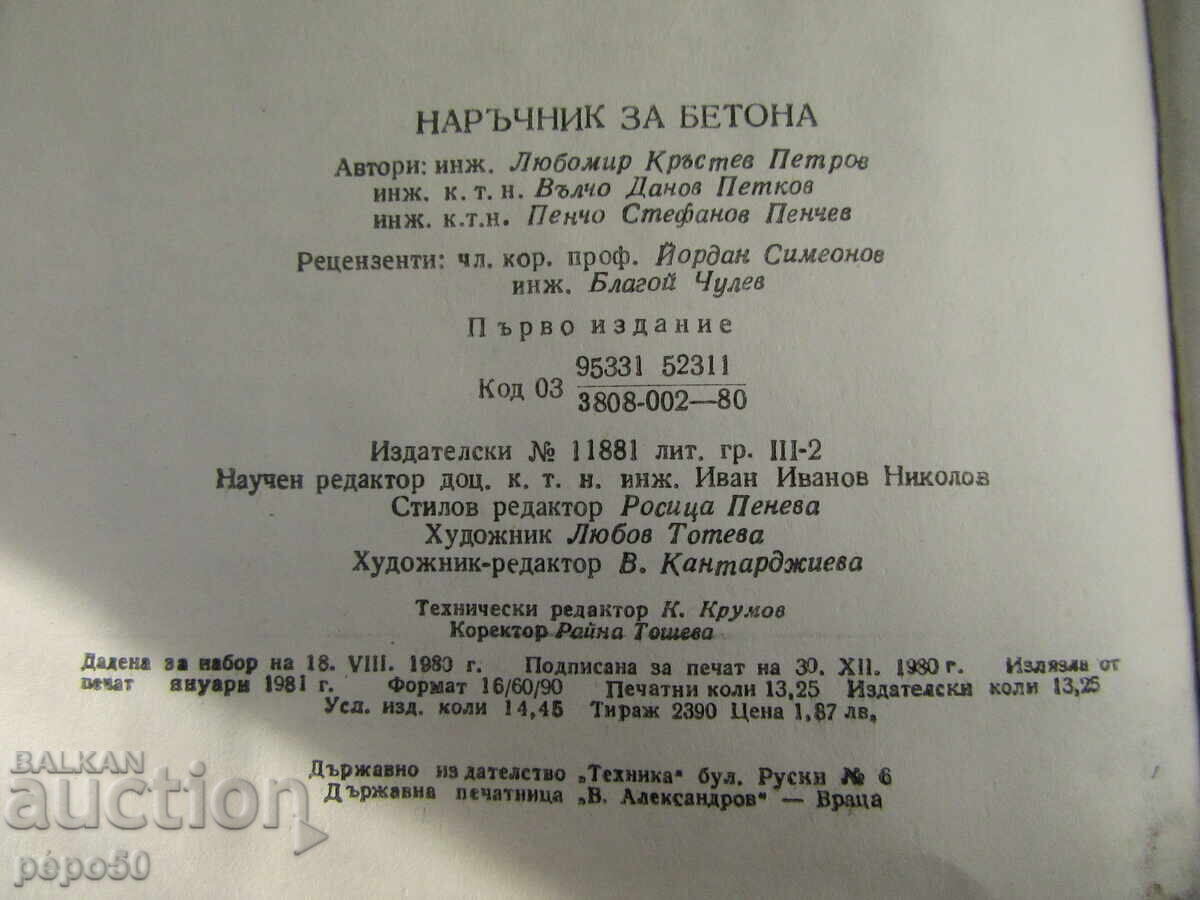 НАРЪЧНИК ЗА БЕТОНА
Автори: инж. Любомир Кръстев Петров
инж. к. т. н. Вълчо Данов Петков
инж. к.т.н. Пенчо Стефанов Пенчев
Рецензенти: чл. кор. проф. Йордан Симеонов
инж. Благой Чулев
Първо издание
Код 03 95331 52311
3808-002—80
Издателски № 11881 лит. гр. III-2
Научен редактор доц. к. т. н. инж. Иван Иванов Николов
Стилов редактор Росица Пенева
Художник Любов Тотева
Художник-редактор В. Кантарджиева
Технически редактор К. Крумов
Коректор Райна Тошева
Дадена за набор на 18. VIII. 1980 г. Подписана за печат на 30. XII. 1980 г. Излязла от
печат януари 1981 г. Формат 16/60/90 Печатни коли 13,25 Издателски коли 13,25
Усл. изд. коли 14,45 Тираж 2390 Цена 1,87 лв.
Държавно издателство „Техника“ бул. Руски № 6
Държавна печатница „В. Александров“ — Враца
BALKAN
auction
pepo50